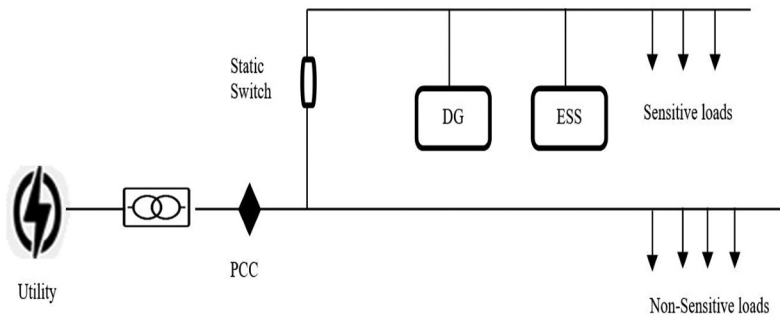 Static
Switch
DG
ESS
Sensitive loads
PCC
Utility
Non-Sensitive loads